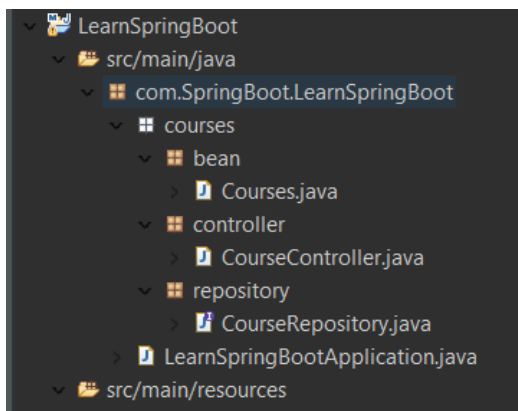 LearnSpringBoot
src/main/java
com.SpringBoot.LearnSpringBoot
courses
bean
Courses.java
controller
CourseController.java
repository
CourseRepository.java
LearnSpringBootApplication.java
src/main/resources